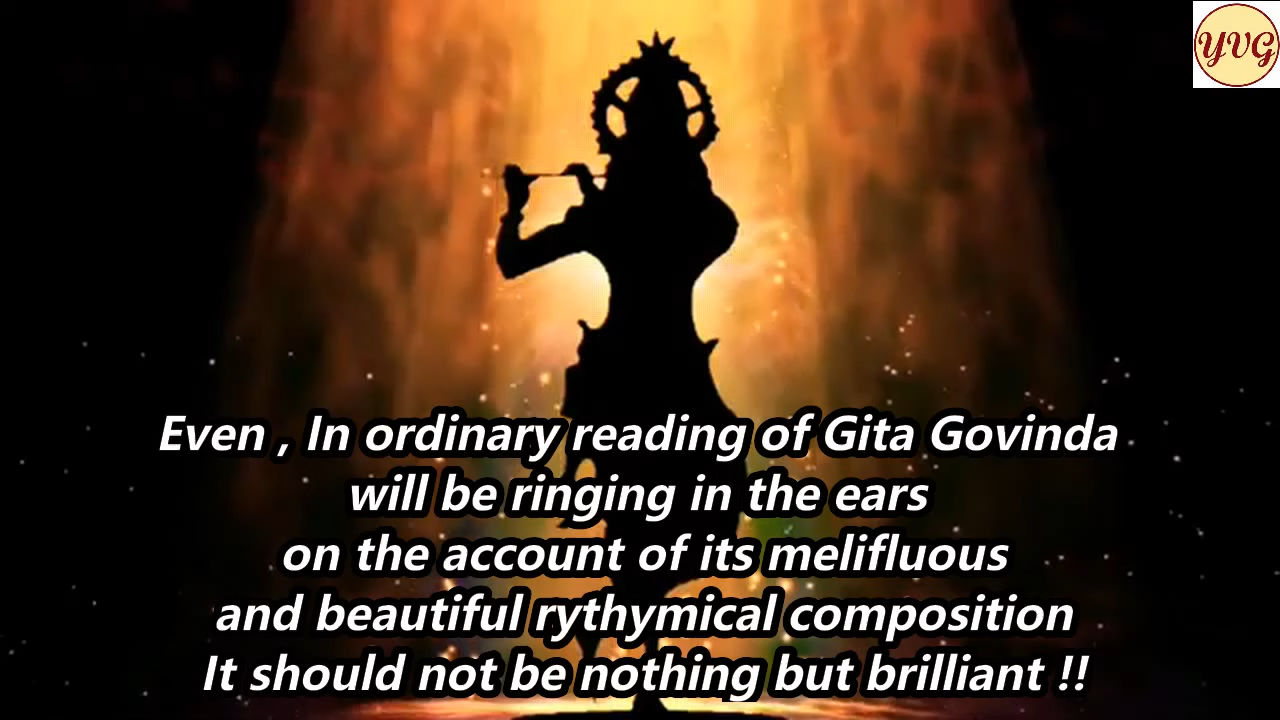 YVG
Even , In ordinary reading of Gita Govinda
will be ringing in the ears
on the account of its melifluous
and beautiful rythymical composition
It should not be nothing but brilliant !!